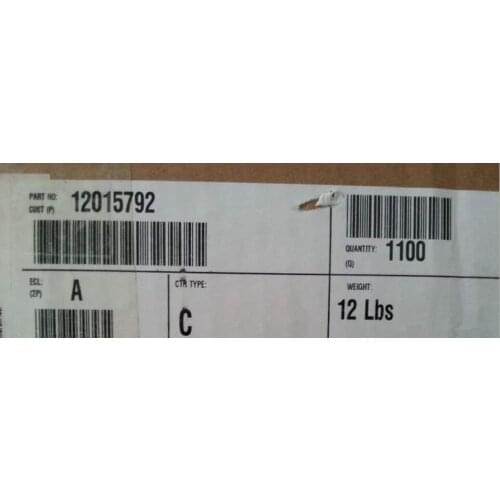 PART NO: 12015792
CUST (P)
QUANTITY: 1100
(Q)
ECL: A
(2P)
CTR TYPE:
C
WEIGHT:
12 Lbs